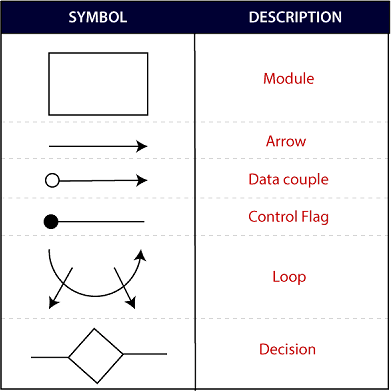 SYMBOL DESCRIPTION
Module
Arrow
Data couple
Control Flag
Loop
Decision